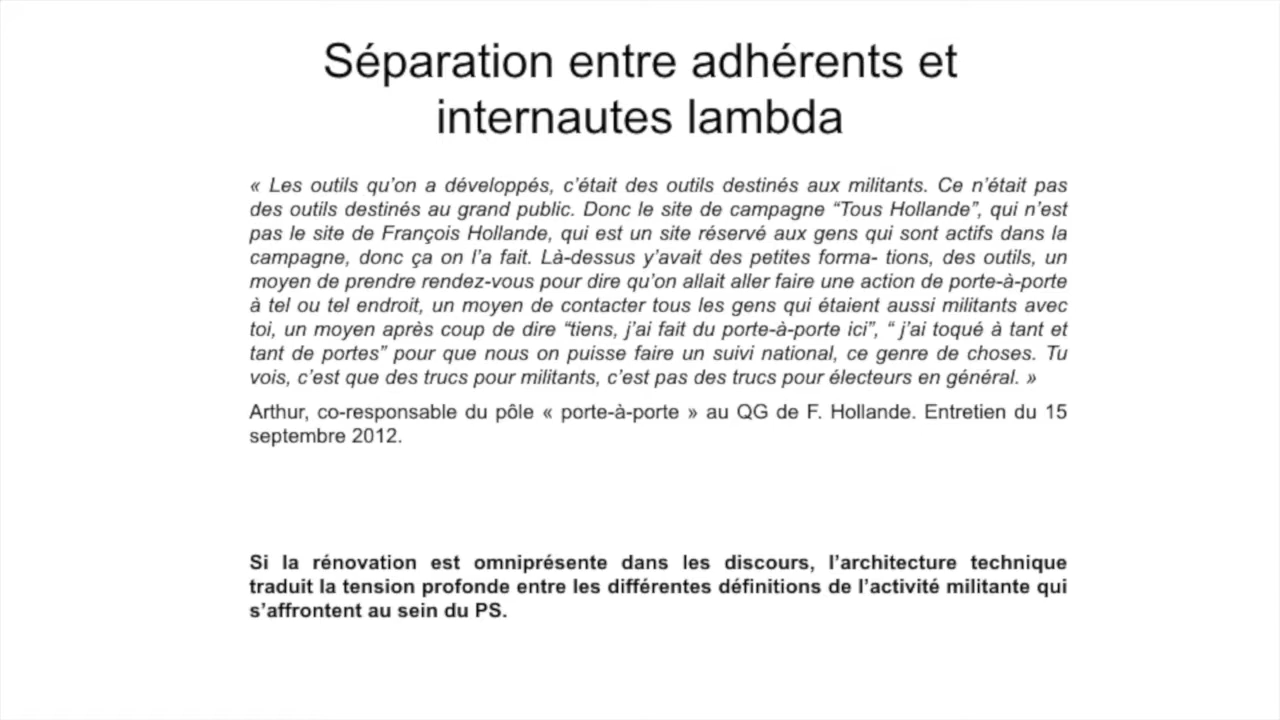 Séparation entre adhérents et
internautes lambda
« Les outils qu’on a développés, c’était des outils destinés aux militants. Ce n’était pas
des outils destinés au grand public. Donc le site de campagne “Tous Hollande”, qui n’est
pas le site de François Hollande, qui est un site réservé aux gens qui sont actifs dans la
campagne, donc ça on l’a fait. Là-dessus y’avait des petites forma- tions, des outils, un
moyen de prendre rendez-vous pour dire qu’on allait aller faire une action de porte-à-porte
à tel ou tel endroit, un moyen de contacter tous les gens qui étaient aussi militants avec
toi, un moyen après coup de dire “tiens, j’ai fait du porte-à-porte ici”, “ j’ai toqué à tant et
tant de portes” pour que nous on puisse faire un suivi national, ce genre de choses. Tu
vois, c’est que des trucs pour militants, c’est pas des trucs pour électeurs en général. »
Arthur, co-responsable du pôle « porte-à-porte » au QG de F. Hollande. Entretien du 15
septembre 2012.
Si la rénovation est omniprésente dans les discours, l’architecture technique
traduit la tension profonde entre les différentes définitions de l’activité militante qui
s’affrontent au sein du PS.